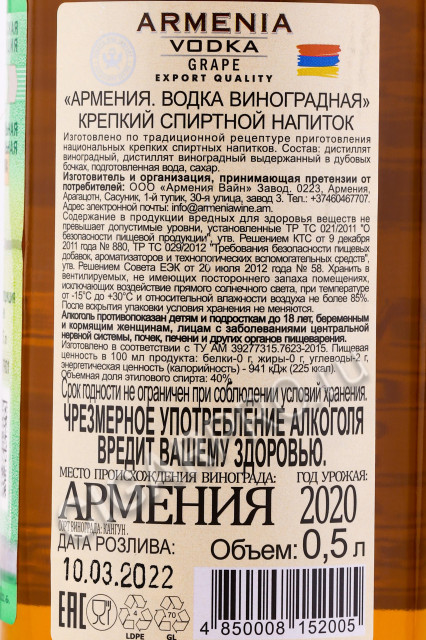 ARMENIA
VODKA
GRAPE
EXPORT QUALITY
«АРМЕНИЯ. ВОДКА ВИНОГРАДНАЯ»
КРЕПКИЙ СПИРТНОЙ НАПИТОК
Изготовлено по традиционной рецептуре приготовления
национальных крепких спиртных напитков. Состав: дистиллят
виноградный, дистиллят виноградный выдержанный в дубовых
бочках, подготовленная вода, сахар.
Изготовитель и организация, принимающая претензии от
потребителей: ООО «Армения Вайн» Завод. 0223, Армения,
Арагацотн, Сасуник, 1-й тупик, 30-я улица, завод 3. Тел.: +37460407707.
Адрес электронной почты: info@armeniawine.am.
Содержание в продукции вредных для здоровья веществ не
превышает допустимые уровни, установленные ТР ТС 021/2011 "О
безопасности пищевой продукции", утв. Решением КТС от 9 декабря
2011 года № 880, ТР ТС 029/2012 "Требования безопасности пищевых
добавок, ароматизаторов и технологических вспомогательных средств",
утв. Решением Совета ЕЭК от 20 июля 2012 года № 58. Хранить в
вентилируемых, не имеющих постороннего запаха помещениях,
исключающих воздействие прямого солнечного света, при температуре
от -15°С до +30°С и относительной влажности воздуха не более 85%.
После вскрытия упаковки условия хранения не меняются.
Алкоголь противопоказан детям и подросткам до 18 лет, беременным
и кормящим женщинам, лицам с заболеваниями центральной
нервной системы, почек, печени и других органов пищеварения.
Изготовлено в соответствии с ТУ АМ 39277315.7623-2015. Пищевая
ценность в 100 мл продукта: белки-0 г, жиры-0 г, углеводы-2 г,
энергетическая ценность (калорийность) - 941 кДж (225 ккал).
Объемная доля этилового спирта: 40%.
Срок годности не ограничен при соблюдении условий хранения.
ЧРЕЗМЕРНОЕ УПОТРЕБЛЕНИЕ АЛКОГОЛЯ
ВРЕДИТ ВАШЕМУ ЗДОРОВЬЮ.
МЕСТО ПРОИСХОЖДЕНИЯ ВИНОГРАДА: ГОД УРОЖАЯ:
АРМЕНИЯ 2020
СОРТ ВИНОГРАДА: КАНГУН.
ДАТА РОЗЛИВА: Объем: 0,5 л
10.03.2022
EAC 4 LDPE 70 GL
4 850008 152005